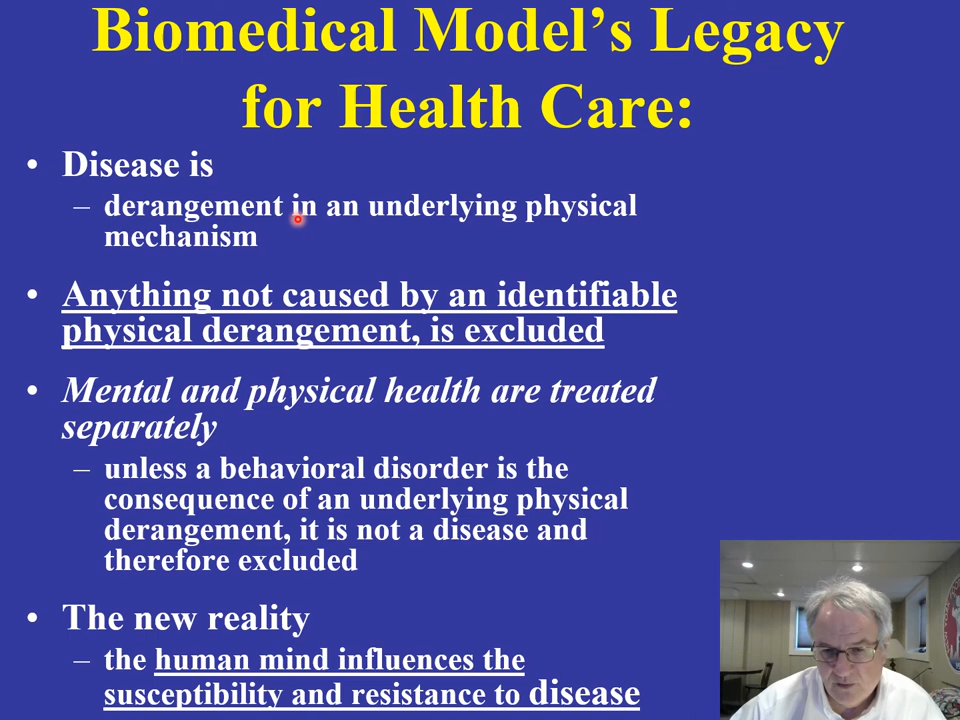 Biomedical Model's Legacy
for Health Care:
• Disease is
– derangement in an underlying physical
mechanism
• Anything not caused by an identifiable
physical derangement, is excluded
• Mental and physical health are treated
separately
– unless a behavioral disorder is the
consequence of an underlying physical
derangement, it is not a disease and
therefore excluded
• The new reality
– the human mind influences the
susceptibility and resistance to disease